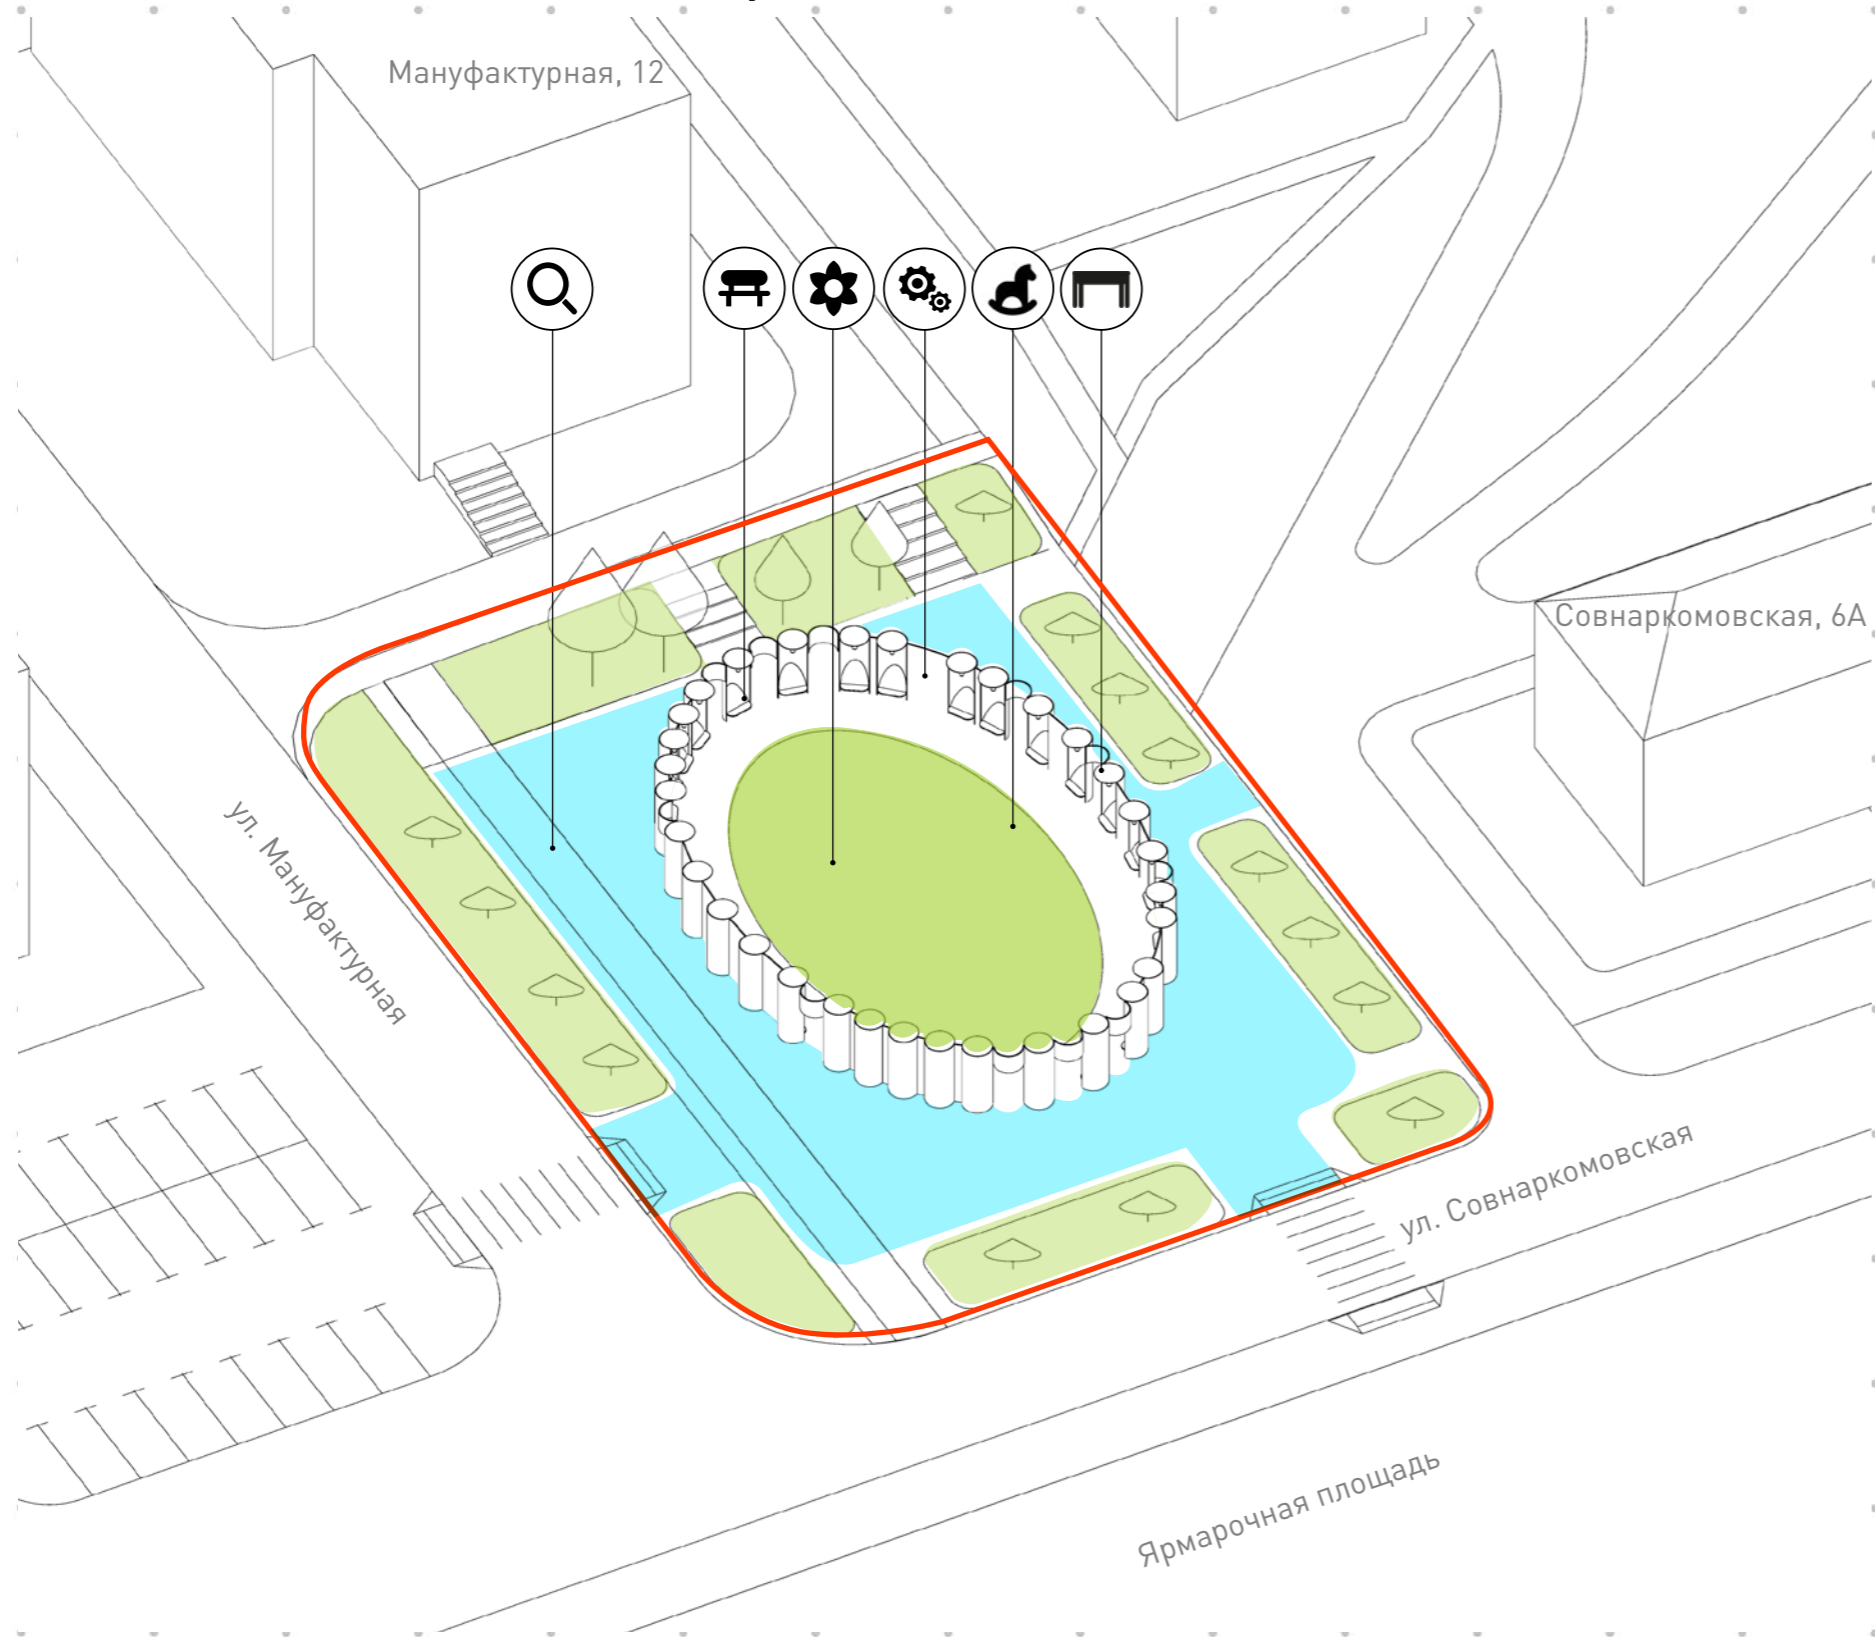 Мануфактурная, 12
Совнаркомовская, 6А
ул. Мануфактурная
ул. Совнаркомовская
Ярмарочная площадь